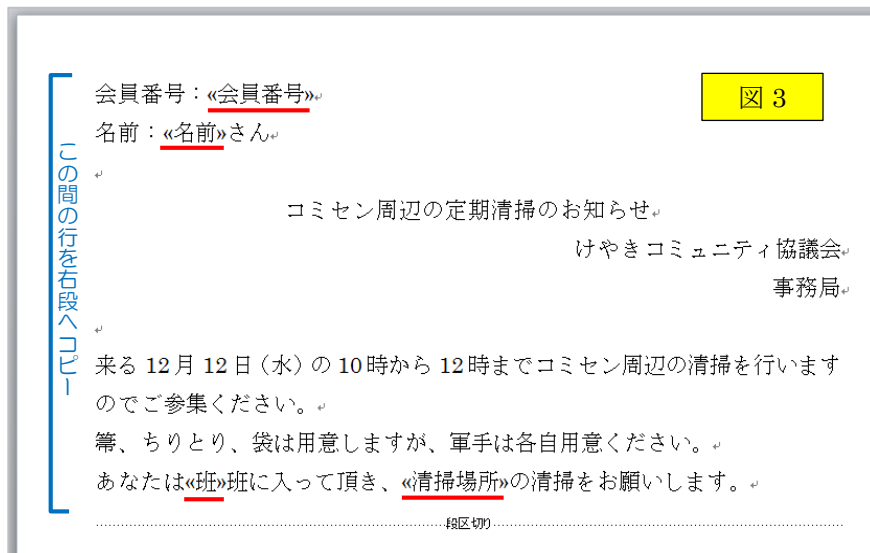 会員番号：«会員番号»
図 3
名前：«名前»さん
コミセン周辺の定期清掃のお知らせ
けやきコミュニティ協議会
事務局
来る 12 月 12 日（水）の 10 時から 12 時までコミセン周辺の清掃を行います
のでご参集ください。
箒、ちりとり、袋は用意しますが、軍手は各自用意ください。
あなたは«班»班に入って頂き、«清掃場所»の清掃をお願いします。
段区切り
この間の行を右段へコピー